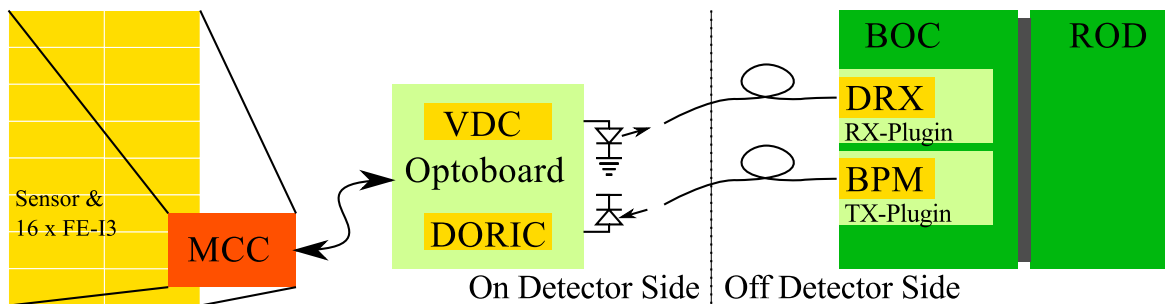 Sensor &
16 x FE-I3
MCC
VDC
Optoboard
DORIC
On Detector Side
Off Detector Side
BOC
DRX
RX-Plugin
BPM
TX-Plugin
ROD